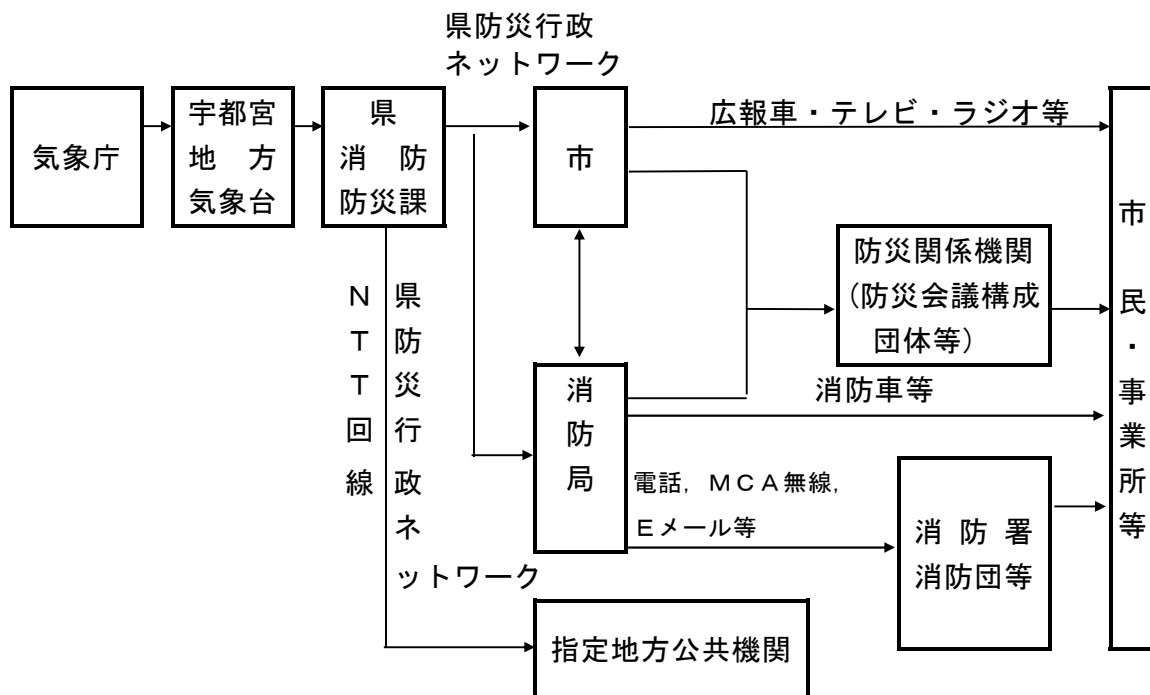 県防災行政
ネットワーク
気象庁
宇都宮
地方
気象台
県
消防
防災課
市
広報車・テレビ・ラジオ等
防災関係機関
(防災会議構成
団体等)
市民・事業所等
NTT回線
県防災行政ネットワーク
消防局
消防車等
電話，MCA無線，
Eメール等
消防署
消防団等
指定地方公共機関